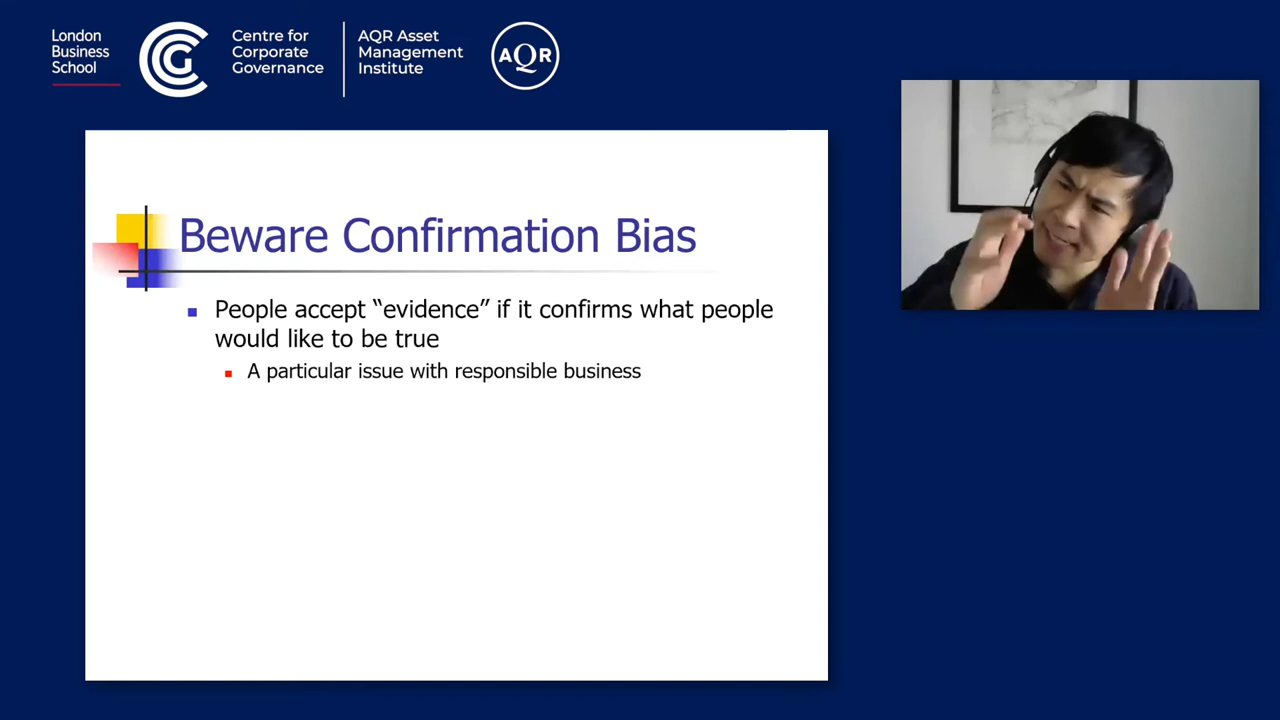 London
Business
School
Centre for
Corporate
Governance
AQR Asset
Management
Institute
AQR
Beware Confirmation Bias
People accept “evidence” if it confirms what people
would like to be true
A particular issue with responsible business